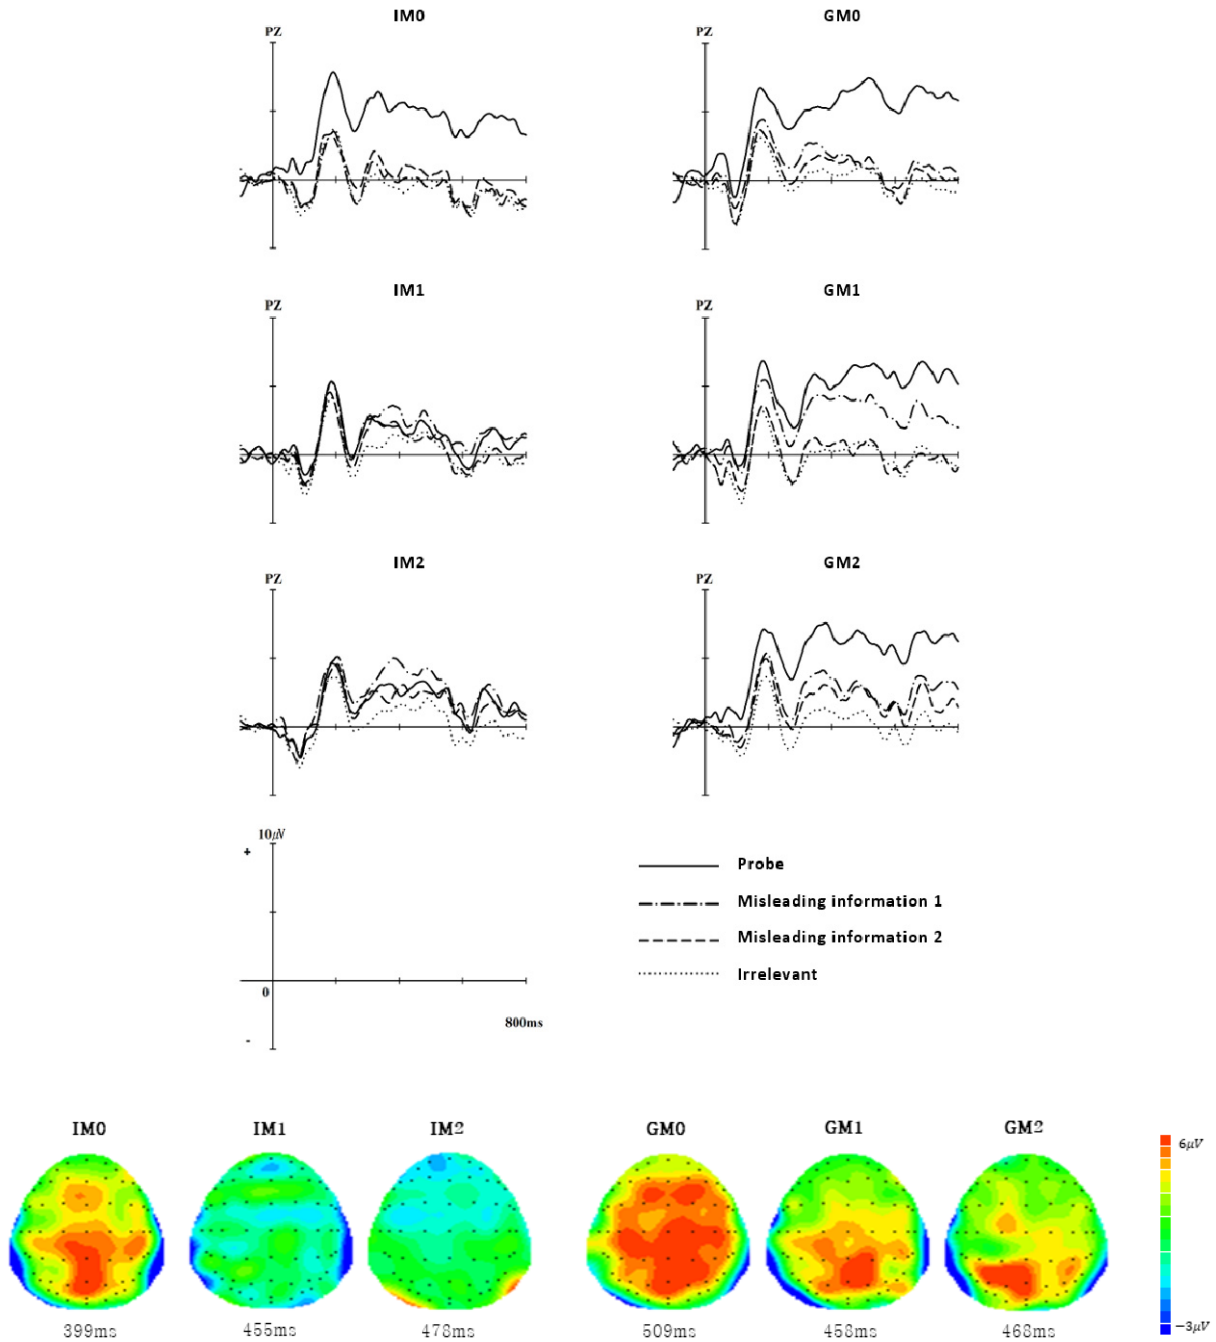 IM0 GM0
PZ PZ
IM1 GM1
PZ PZ
IM2 GM2
PZ PZ
10μV
+
0
800ms
-
Probe
Misleading information 1
Misleading information 2
Irrelevant
IM0 IM1 IM2 GM0 GM1 GM2
6μV
−3μV
399ms 455ms 478ms 509ms 458ms 468ms